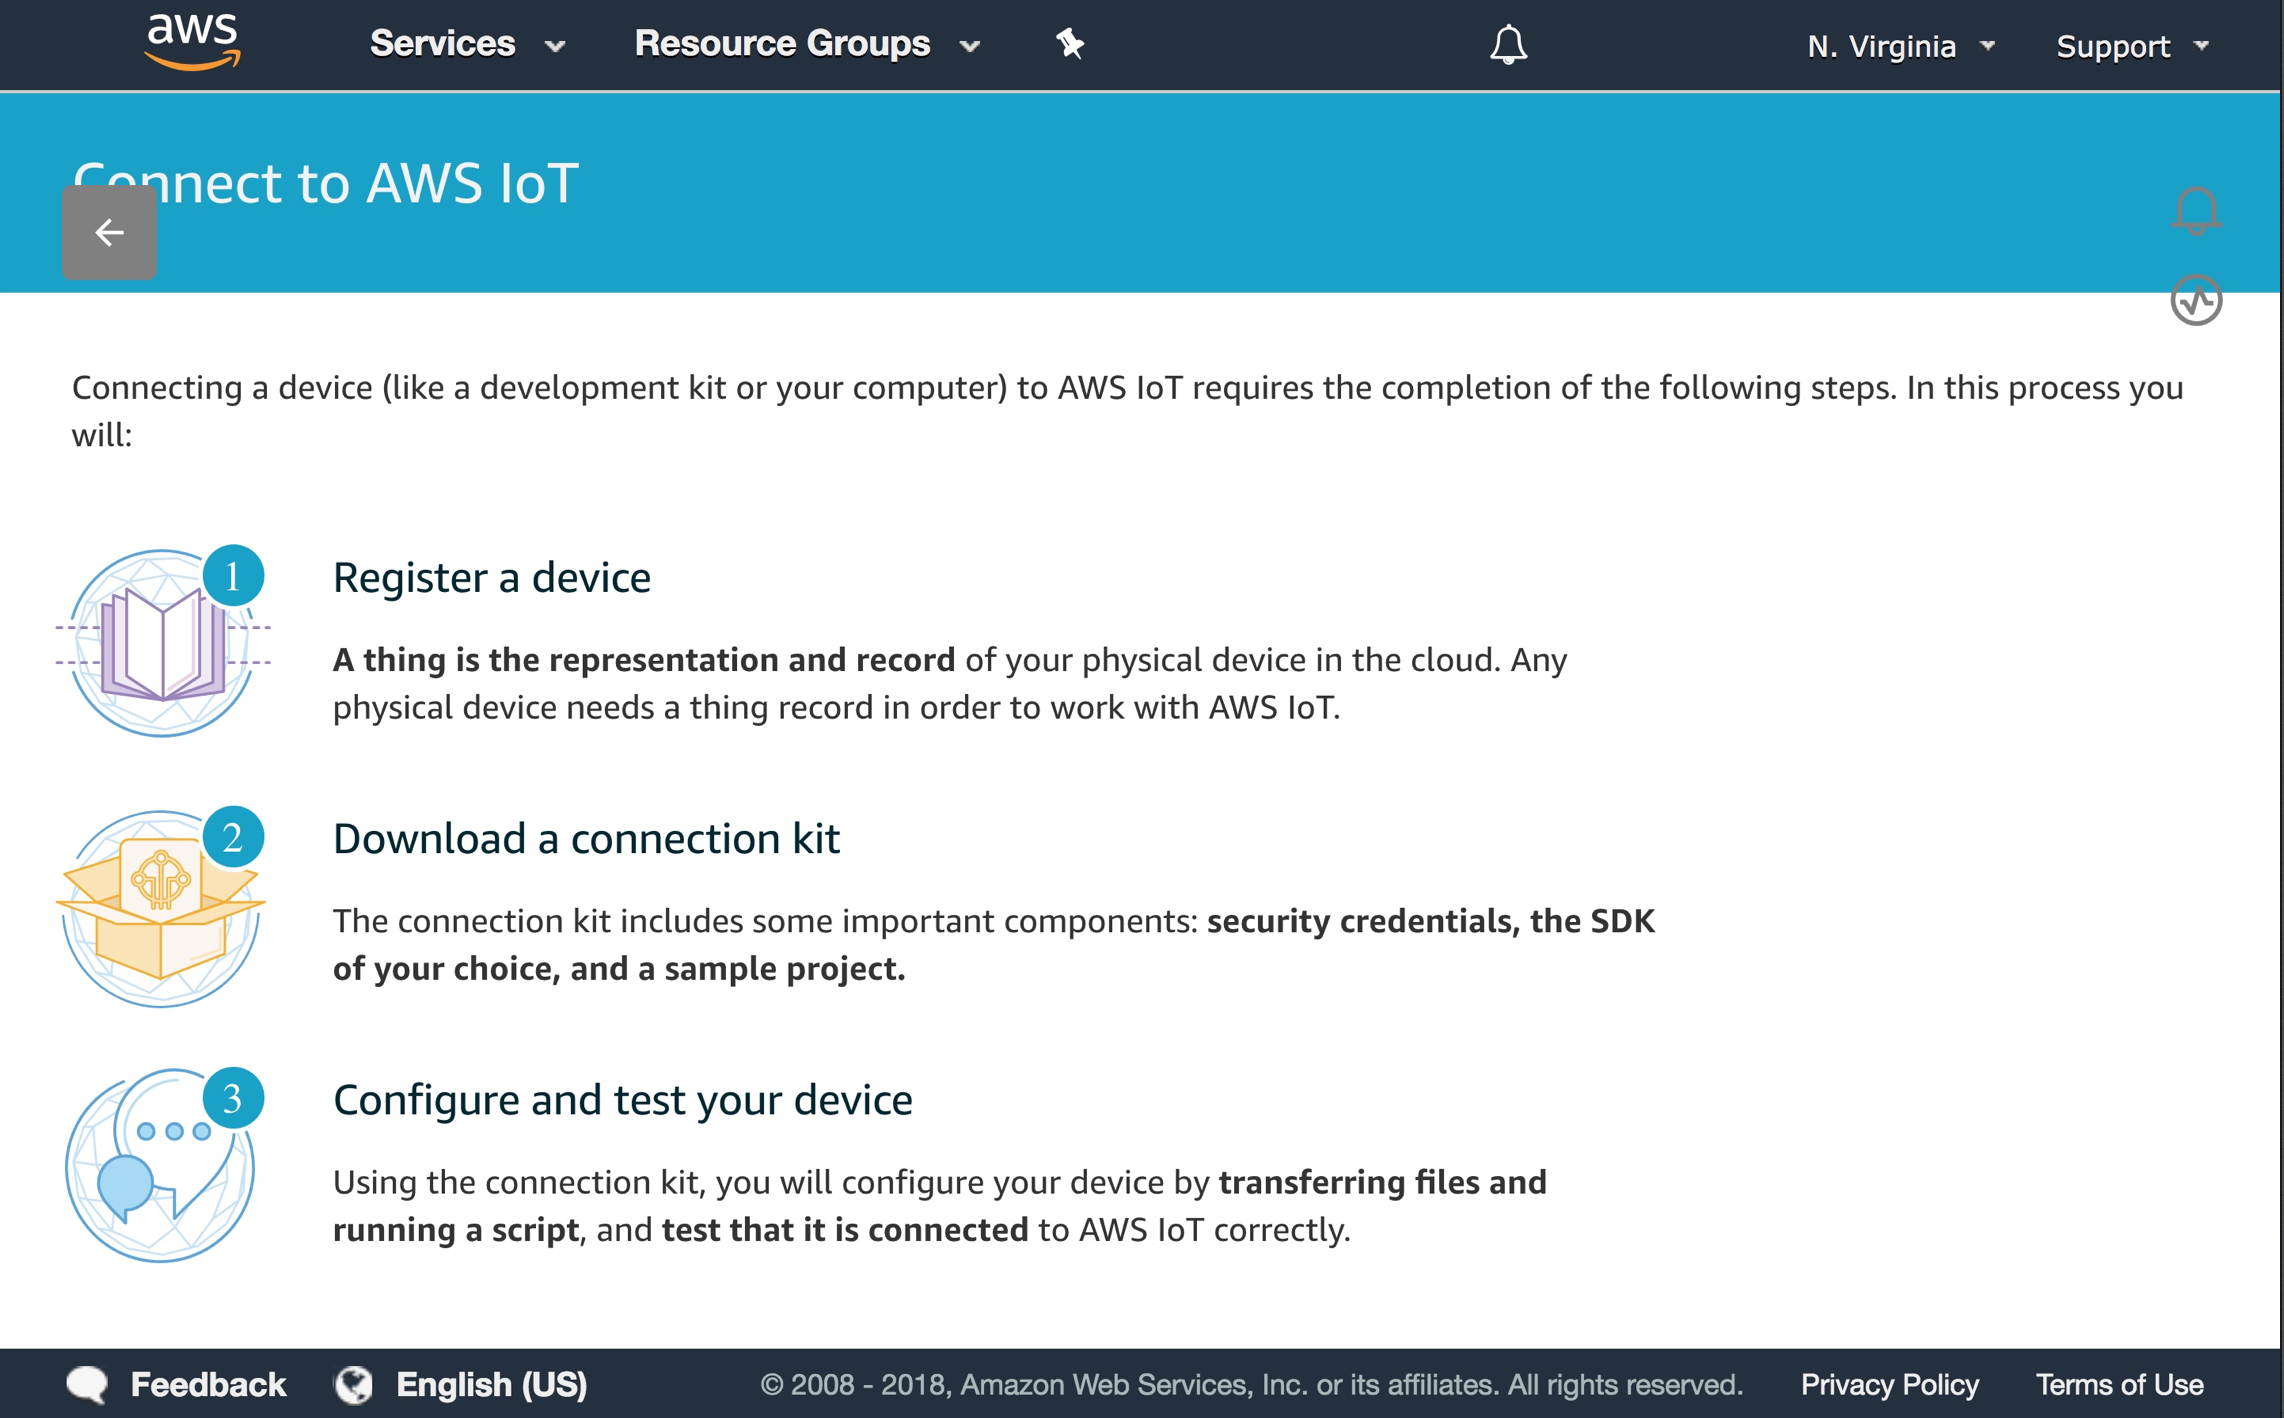 aws
Services
Resource Groups
N. Virginia
Support
Connect to AWS IoT
Connecting a device (like a development kit or your computer) to AWS IoT requires the completion of the following steps. In this process you
will:
1
Register a device
A thing is the representation and record of your physical device in the cloud. Any
physical device needs a thing record in order to work with AWS IoT.
2
Download a connection kit
The connection kit includes some important components: security credentials, the SDK
of your choice, and a sample project.
3
Configure and test your device
Using the connection kit, you will configure your device by transferring files and
running a script, and test that it is connected to AWS IoT correctly.
Feedback
English (US)
© 2008 - 2018, Amazon Web Services, Inc. or its affiliates. All rights reserved.
Privacy Policy
Terms of Use